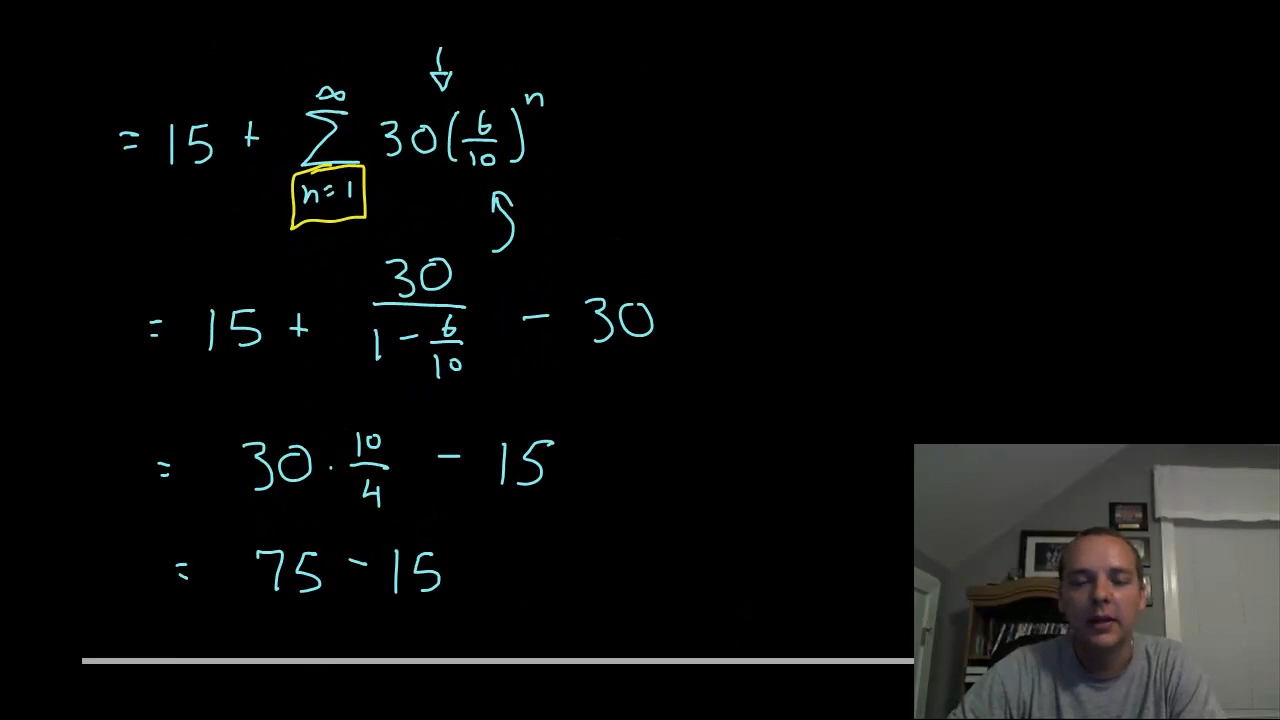 = 15 + ∞ Σ n=1 30(6/10)^n
= 15 + 30/(1 - 6/10) - 30
= 30 · 10/4 - 15
= 75 - 15